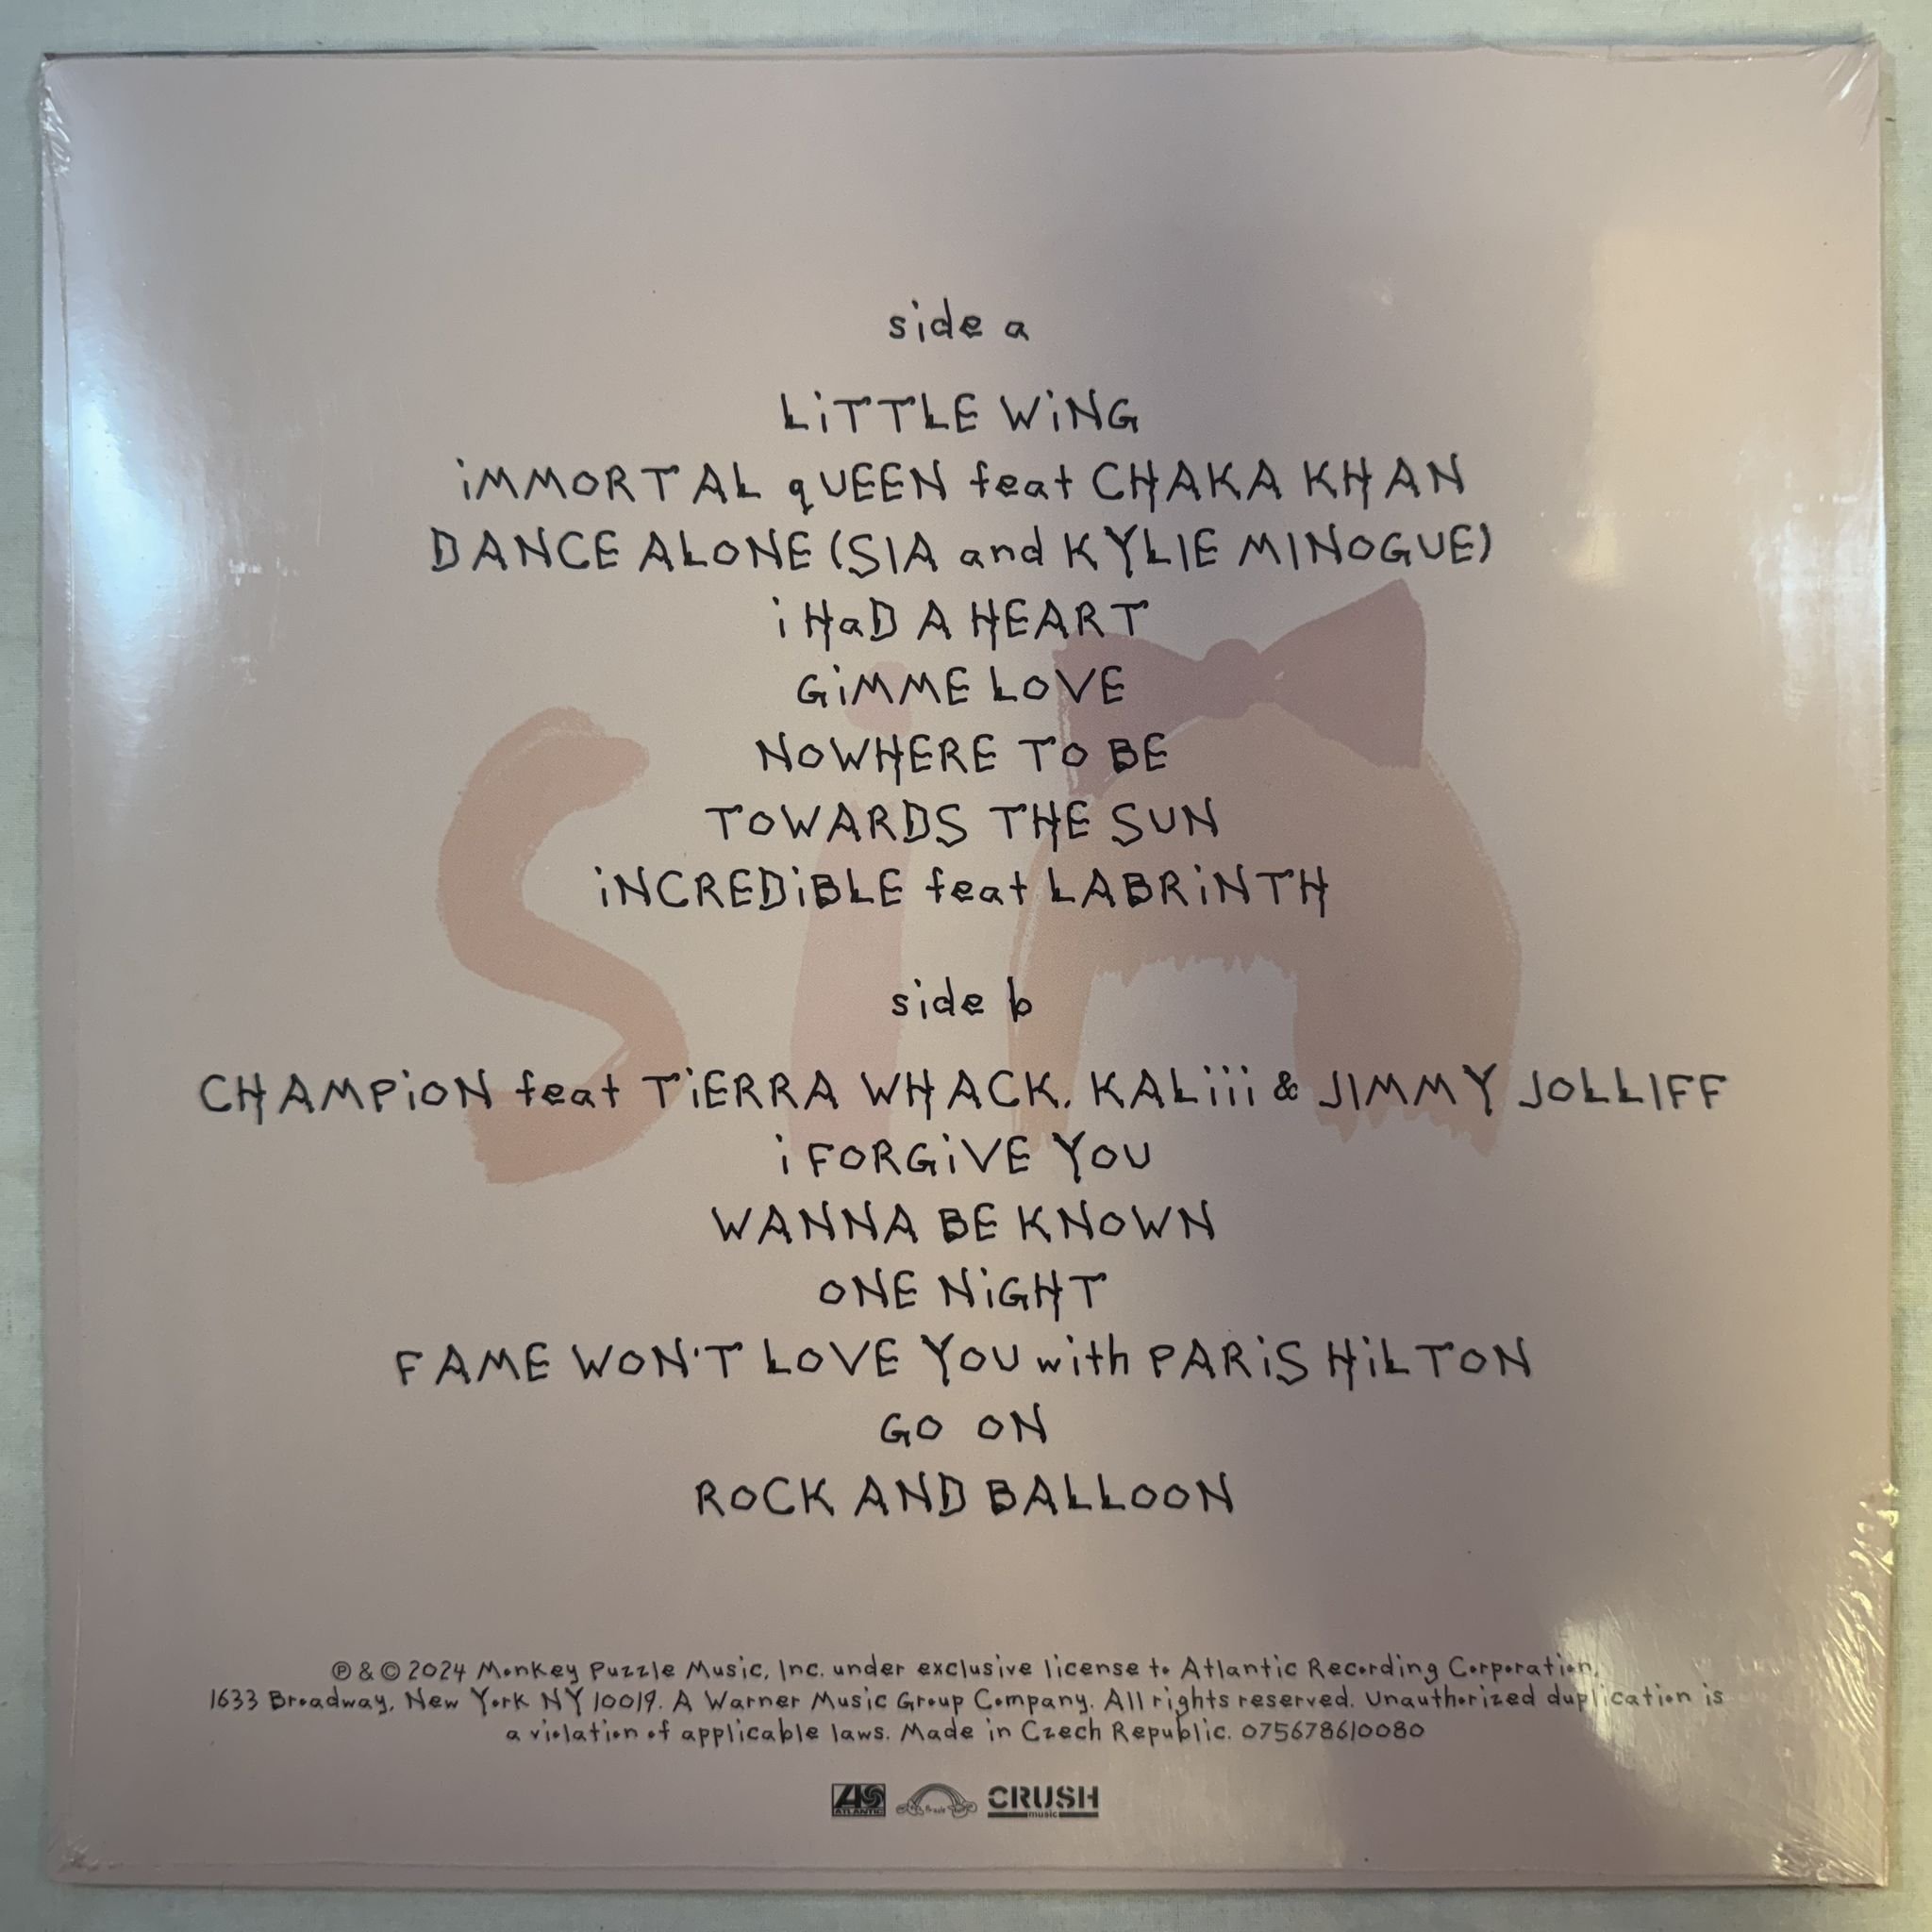 side a
LiTTLE WiNG
iMMORTAL qUEEN feat CHAKA KHAN
DANCE ALONE (SIA and KYLIE MINOGUE)
i HaD A HEART
GiMME LOVE
NOWHERE TO BE
TOWARDS THE SUN
iNCREDiBLE feat LABRiNTH
sia
side b
CHAMPiON feat TiERRA WHACK, KALiii & JIMMY JOLLIFF
i FORGiVE YOU
WANNA BE KNOWN
ONE NiGHT
FAME WON'T LOVE YOU with PARiS HiLTON
GO ON
ROCK AND BALLOON
℗ & © 2024 Monkey Puzzle Music, Inc. under exclusive license to Atlantic Recording Corporation,
1633 Broadway, New York NY 10019. A Warner Music Group Company. All rights reserved. Unauthorized duplication is
a violation of applicable laws. Made in Czech Republic. 075678610080
ATLANTIC
CRUSH
music